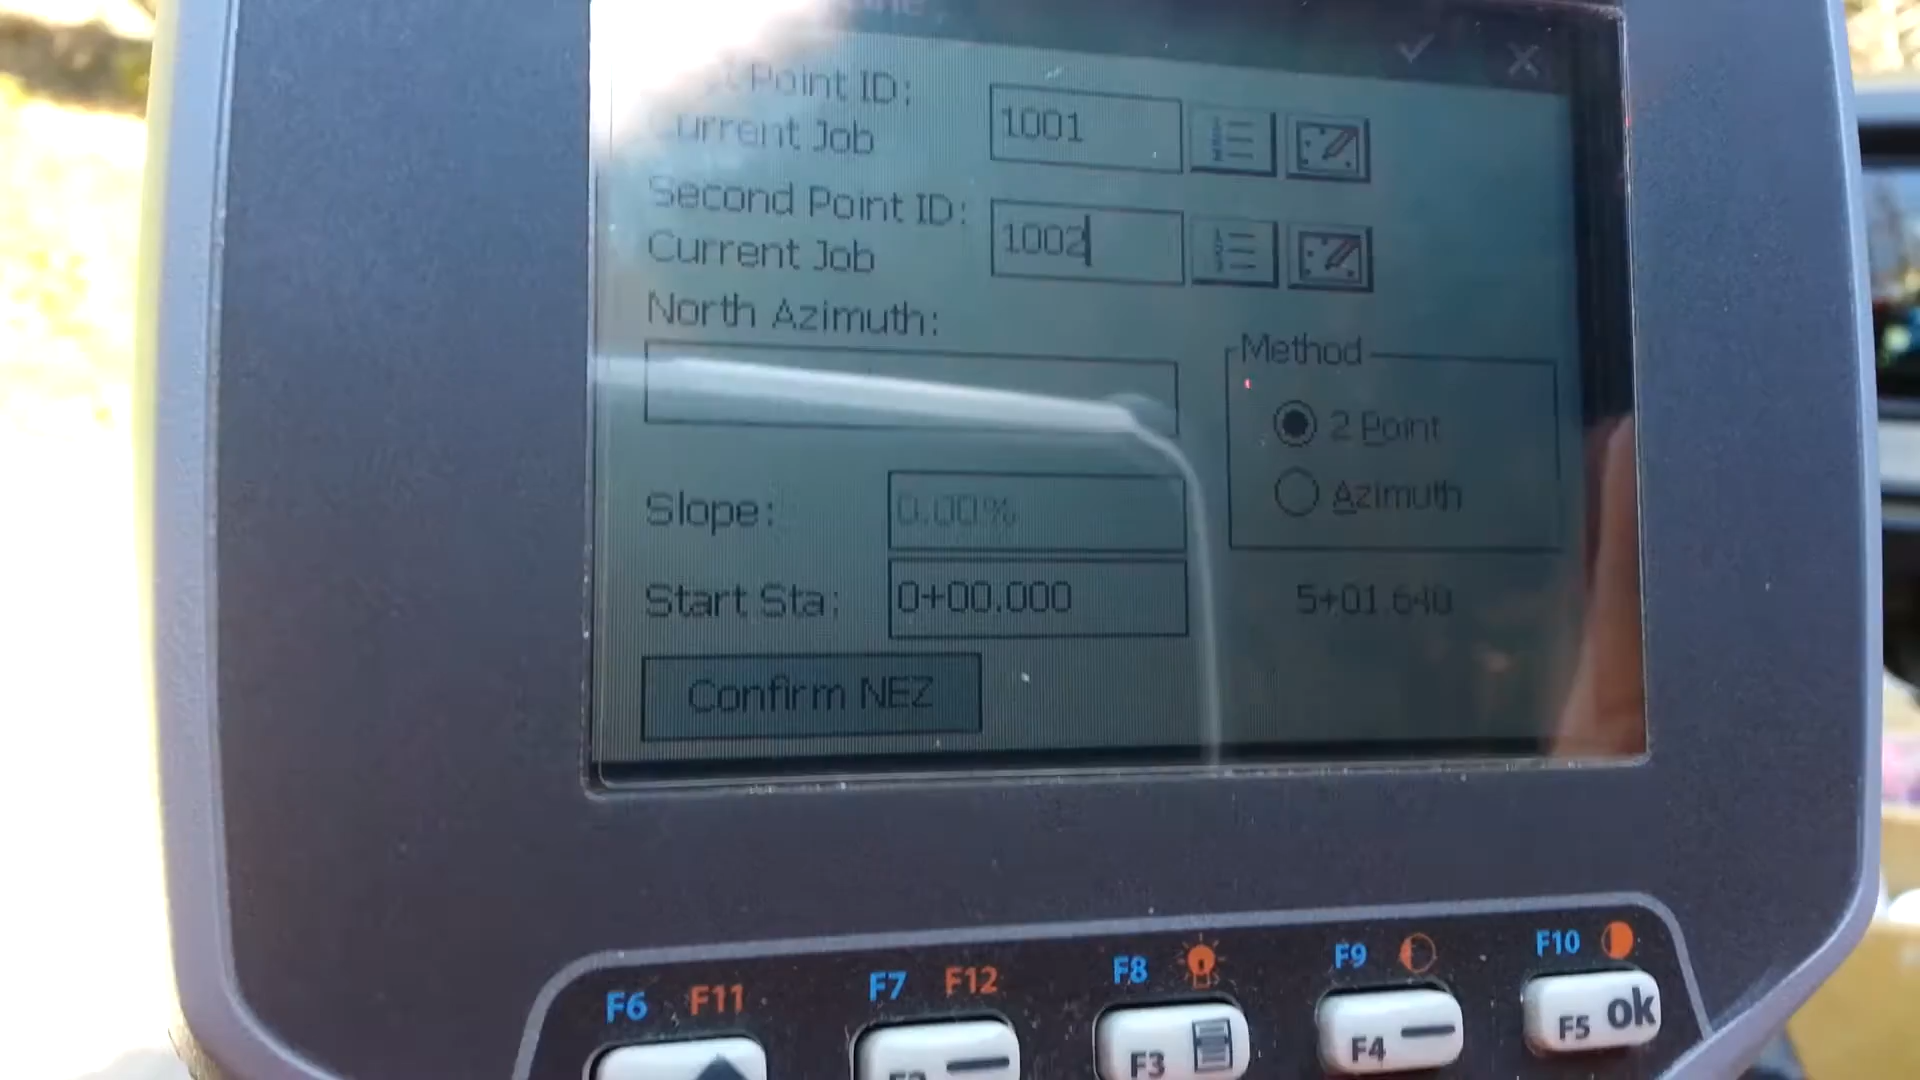 Point ID:
Current Job
1001
Second Point ID:
Current Job
1002
North Azimuth:
Method
2 Point
Azimuth
Slope:
0.00%
Start Sta:
0+00.000
5+01.640
Confirm NEZ
F6 F11
F7 F12
F8
F9
F10
F3
F4
F5 ok